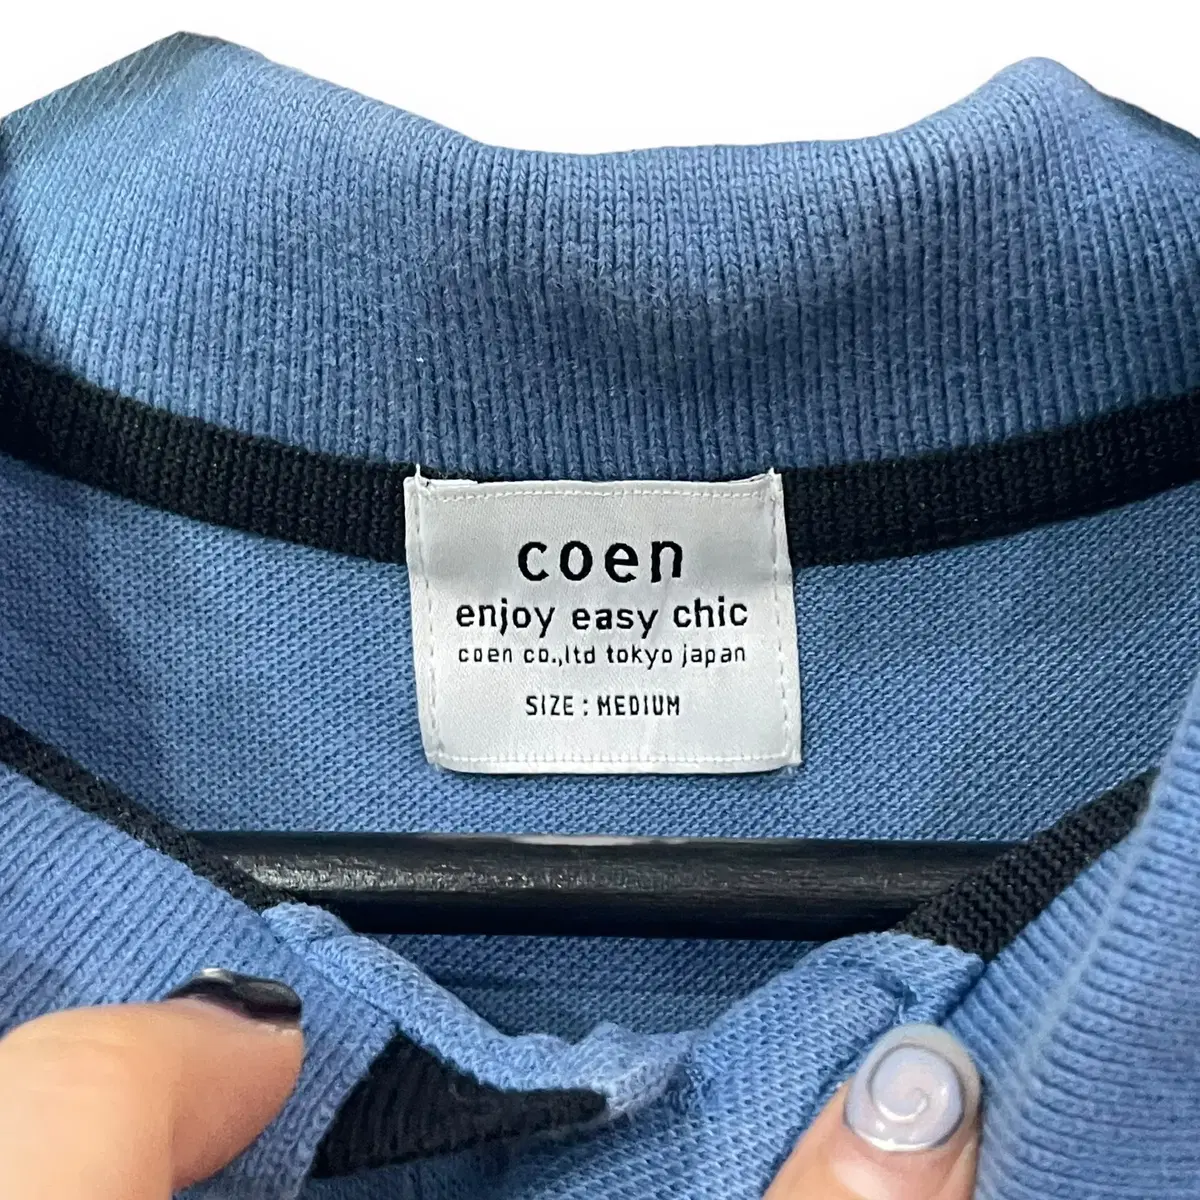 coen
enjoy easy chic
coen co.,ltd tokyo japan
SIZE : MEDIUM